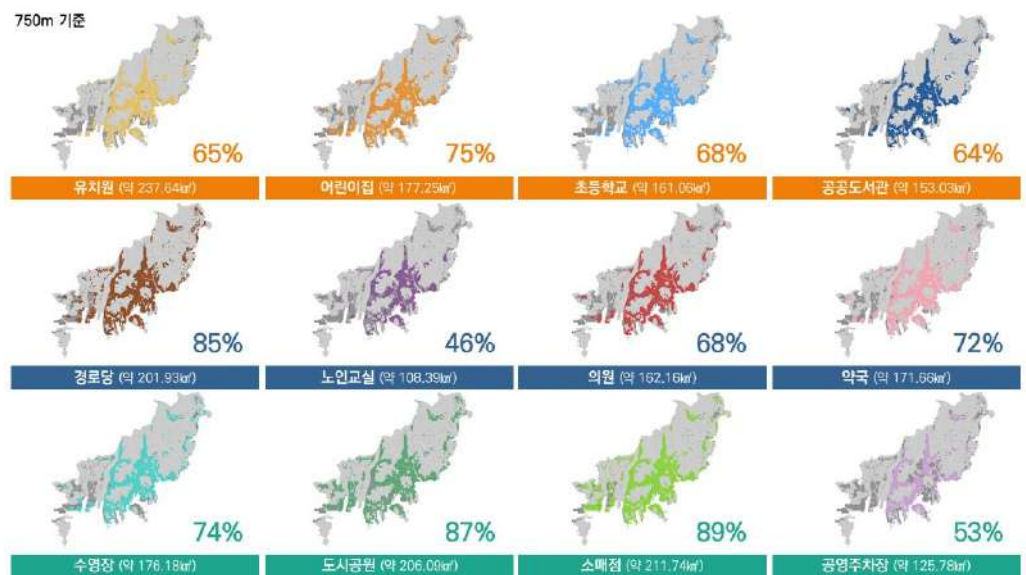 750m 기준
65% 75% 68% 64%
유치원 (약 237.64㎢) 어린이집 (약 177.25㎢) 초등학교 (약 161.06㎢) 공공도서관 (약 153.03㎢)
85% 46% 68% 72%
경로당 (약 201.93㎢) 노인교실 (약 108.39㎢) 의원 (약 162.16㎢) 약국 (약 171.66㎢)
74% 87% 89% 53%
수영장 (약 176.18㎢) 도시공원 (약 206.09㎢) 소매점 (약 211.74㎢) 공영주차장 (약 125.78㎢)